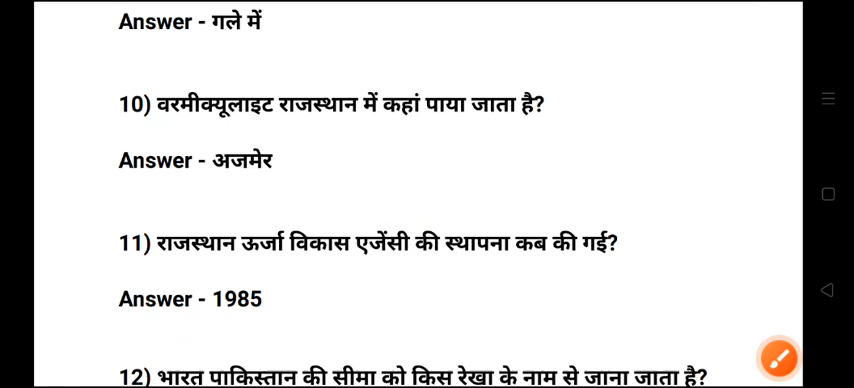 Answer - गले में
10) वरमीक्यूलाइट राजस्थान में कहां पाया जाता है?
Answer - अजमेर
11) राजस्थान ऊर्जा विकास एजेंसी की स्थापना कब की गई?
Answer - 1985
12) भारत पाकिस्तान की सीमा को किस रेखा के नाम से जाना जाता है?